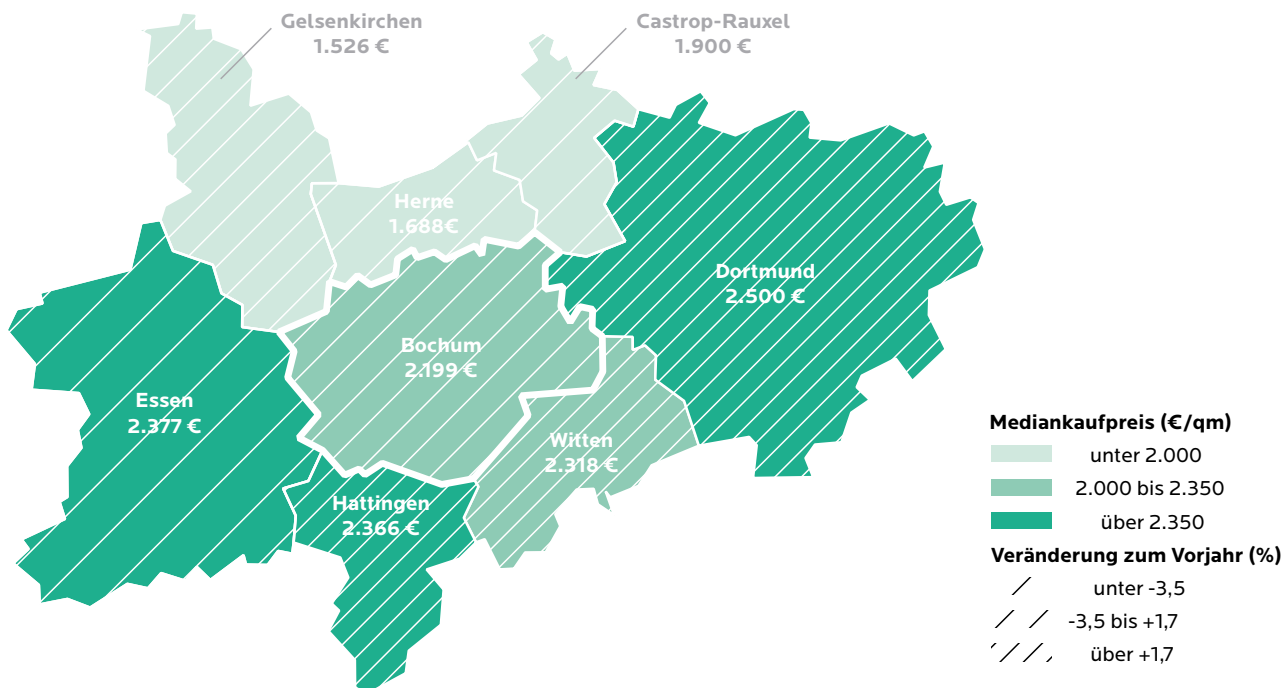 Gelsenkirchen
1.526 €
Castrop-Rauxel
1.900 €
Herne
1.688€
Dortmund
2.500 €
Bochum
2.199 €
Essen
2.377 €
Witten
2.318 €
Hattingen
2.366 €
Mediankaufpreis (€/qm)
unter 2.000
2.000 bis 2.350
über 2.350
Veränderung zum Vorjahr (%)
unter -3,5
-3,5 bis +1,7
über +1,7